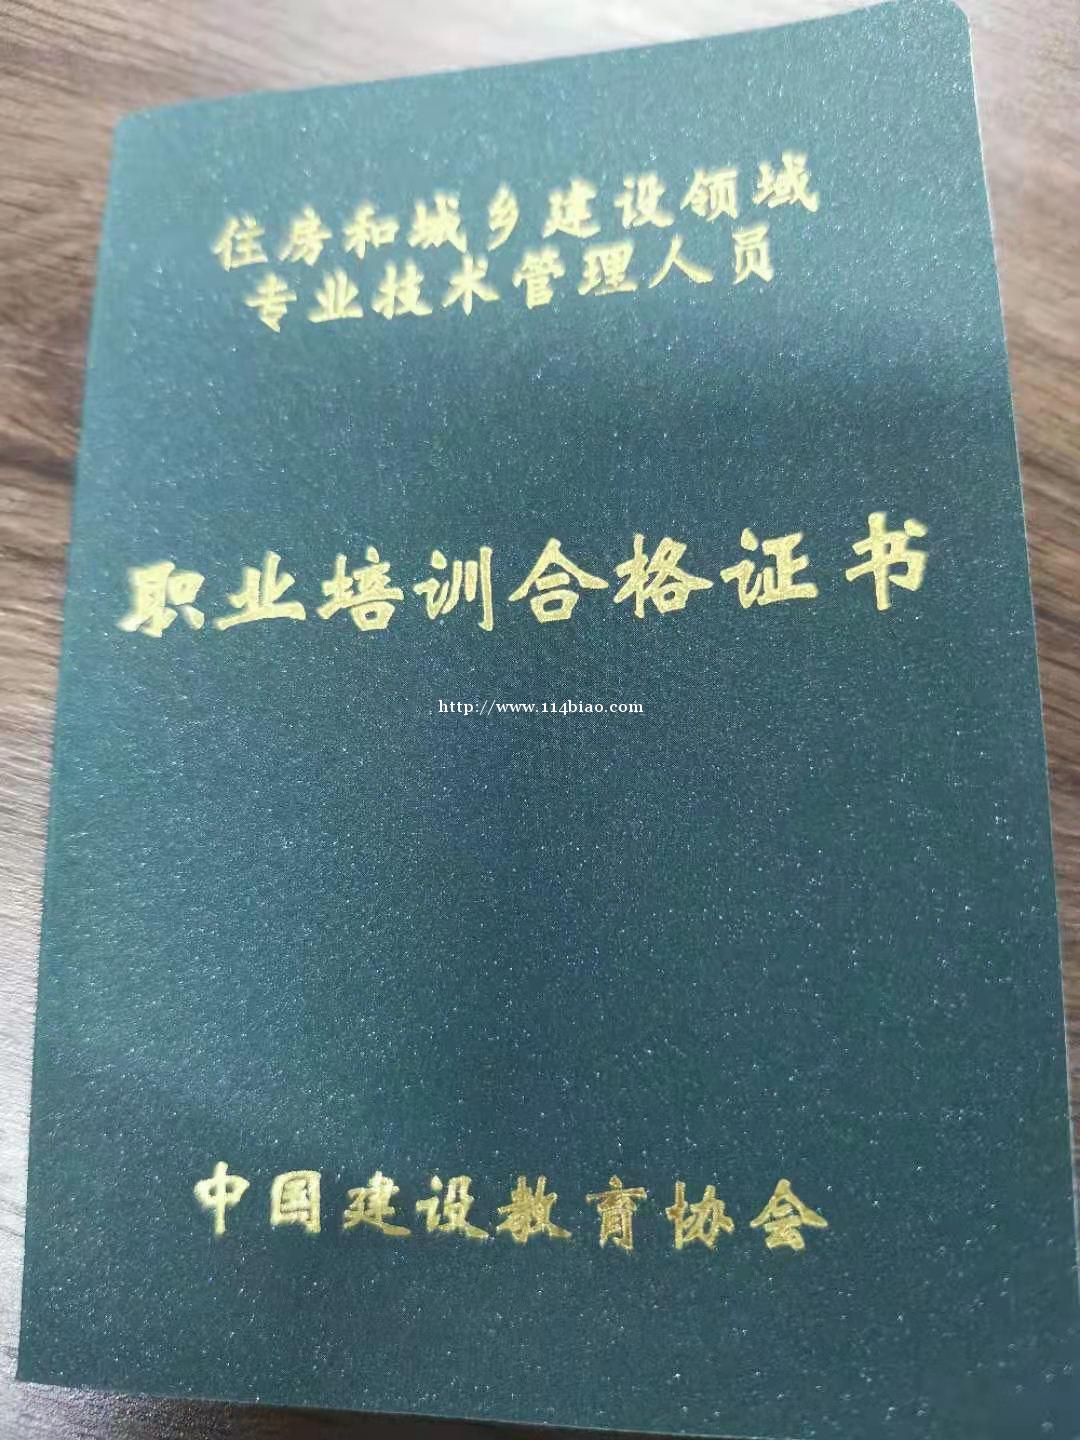 住房和城乡建设领域
专业技术管理人员
职业培训合格证书
http://www.114biao.com
中国建设教育协会